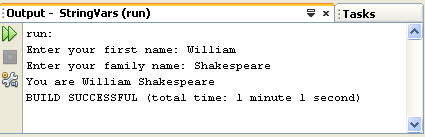 Output - StringVars (run)
Tasks
run:
Enter your first name: William
Enter your family name: Shakespeare
You are William Shakespeare
BUILD SUCCESSFUL (total time: 1 minute 1 second)